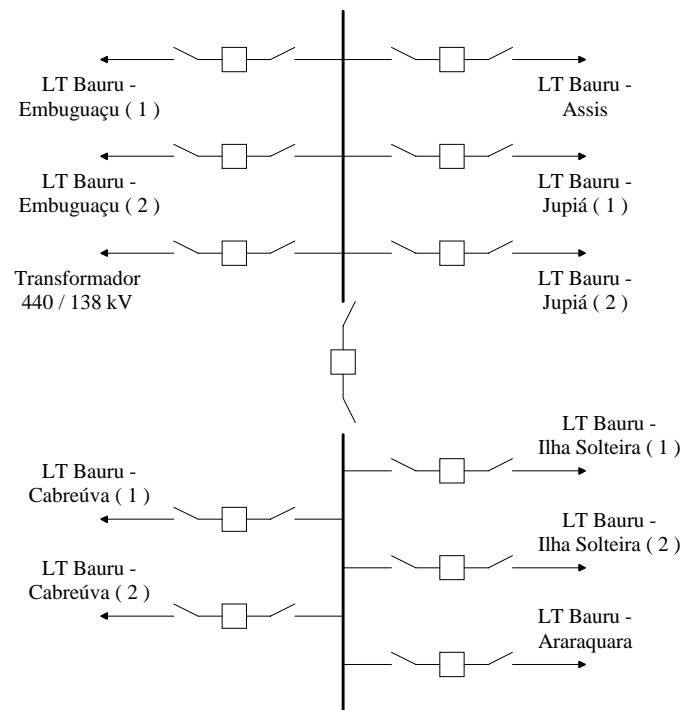 LT Bauru -
Embuguaçu ( 1 )
LT Bauru -
Assis
LT Bauru -
Embuguaçu ( 2 )
LT Bauru -
Jupiá ( 1 )
Transformador
440 / 138 kV
LT Bauru -
Jupiá ( 2 )
LT Bauru -
Ilha Solteira ( 1 )
LT Bauru -
Cabreúva ( 1 )
LT Bauru -
Ilha Solteira ( 2 )
LT Bauru -
Cabreúva ( 2 )
LT Bauru -
Araraquara